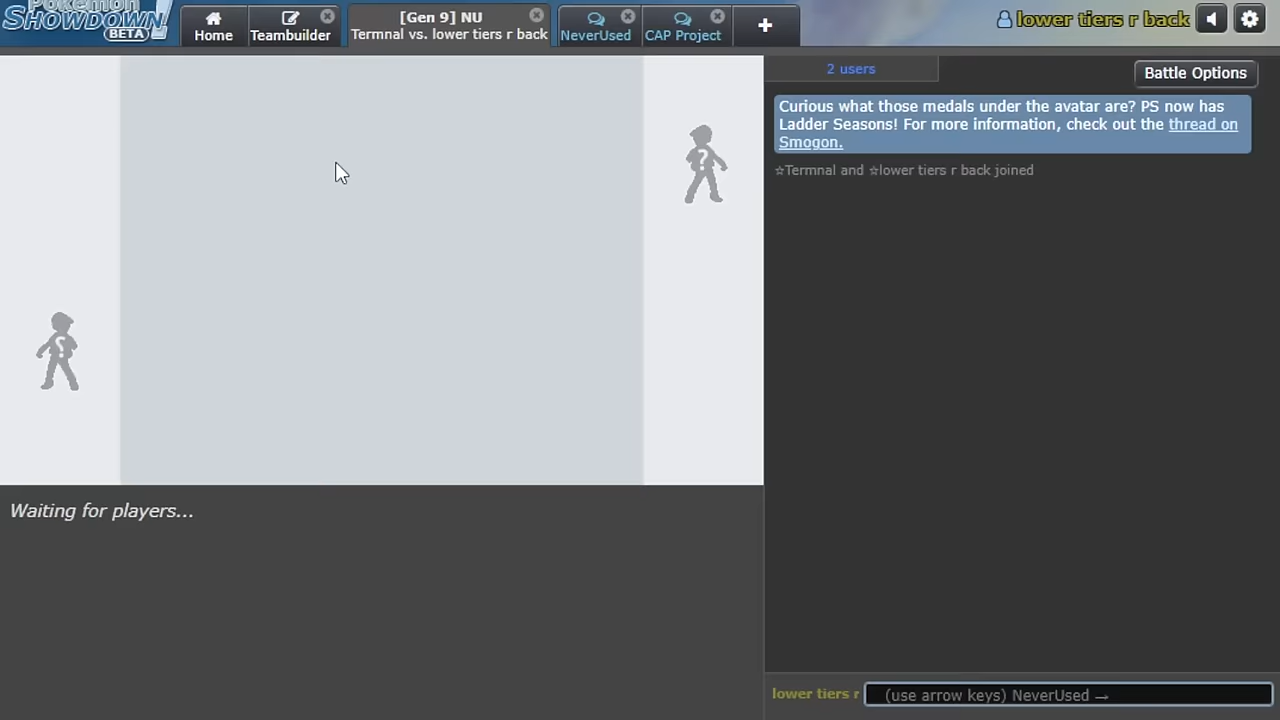 Pokémon
Showdown!
BETA
Home
Teambuilder
[Gen 9] NU
Termnal vs. lower tiers r back
NeverUsed
CAP Project
+
lower tiers r back
2 users
Battle Options
Curious what those medals under the avatar are? PS now has
Ladder Seasons! For more information, check out the thread on
Smogon.
☆Termnal and ☆lower tiers r back joined
?
?
Waiting for players...
lower tiers r
(use arrow keys) NeverUsed →